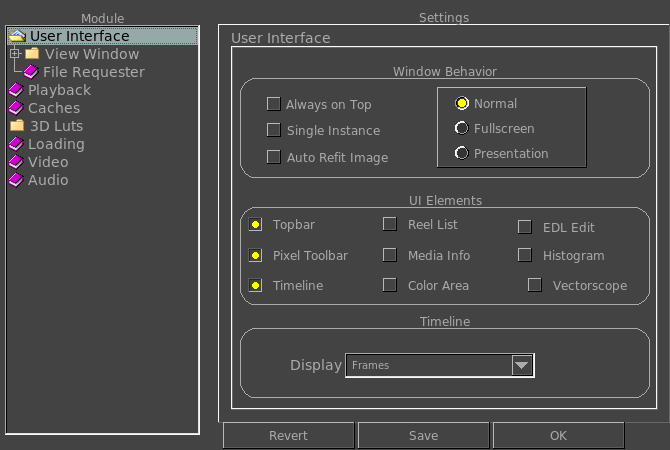 Module
Settings
User Interface
View Window
File Requester
Playback
Caches
3D Luts
Loading
Video
Audio
User Interface
Window Behavior
Always on Top
Single Instance
Auto Refit Image
Normal
Fullscreen
Presentation
UI Elements
Topbar
Reel List
EDL Edit
Pixel Toolbar
Media Info
Histogram
Timeline
Color Area
Vectorscope
Timeline
Display
Frames
Revert
Save
OK